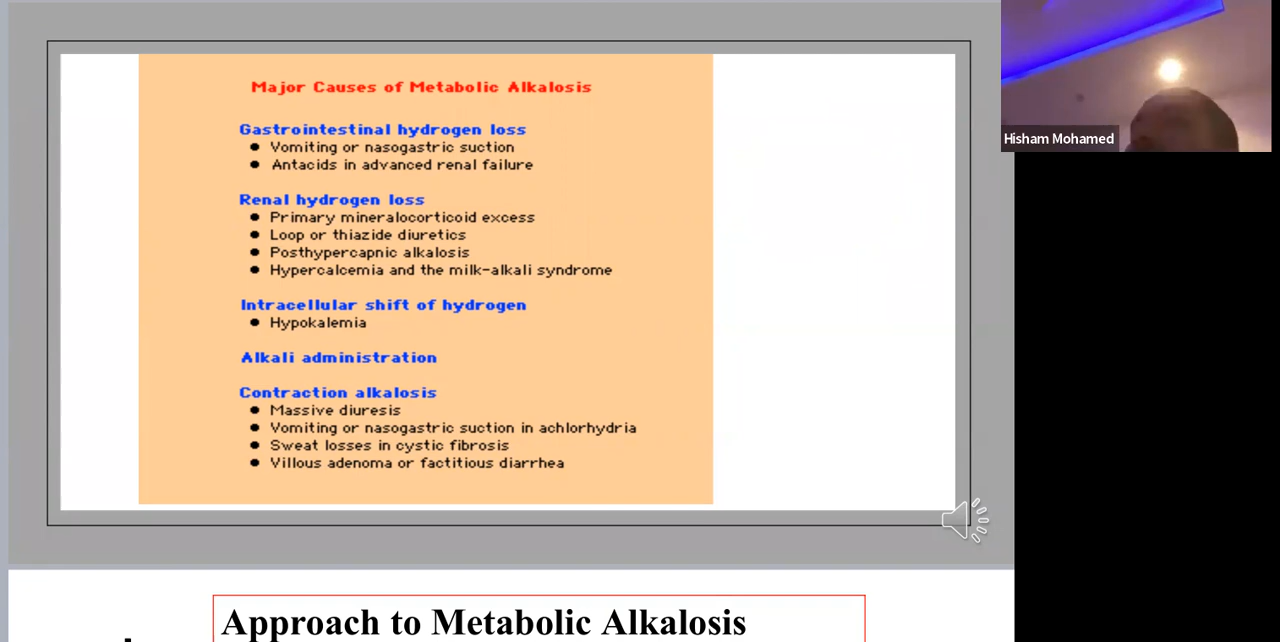 Major Causes of Metabolic Alkalosis
Gastrointestinal hydrogen loss
● Vomiting or nasogastric suction
● Antacids in advanced renal failure
Renal hydrogen loss
● Primary mineralocorticoid excess
● Loop or thiazide diuretics
● Posthypercapnic alkalosis
● Hypercalcemia and the milk-alkali syndrome
Intracellular shift of hydrogen
● Hypokalemia
Alkali administration
Contraction alkalosis
● Massive diuresis
● Vomiting or nasogastric suction in achlorhydria
● Sweat losses in cystic fibrosis
● Villous adenoma or factitious diarrhea
Hisham Mohamed
Approach to Metabolic Alkalosis